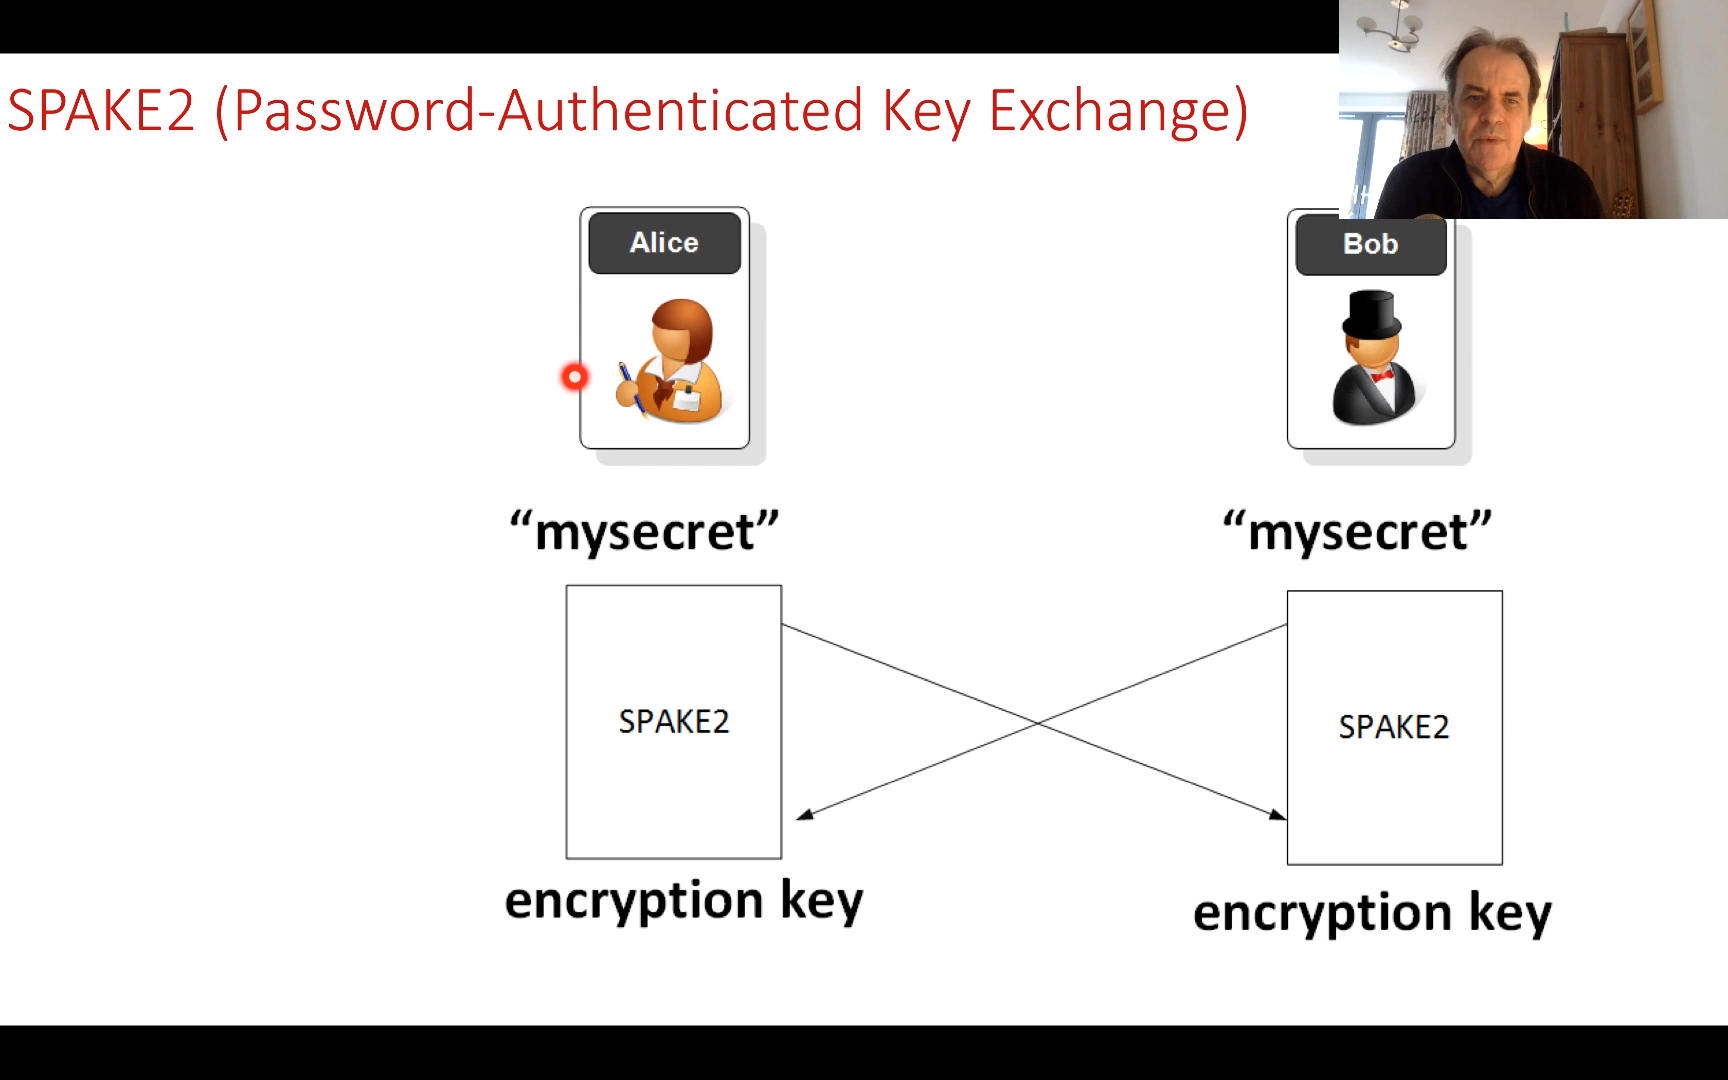 SPAKE2 (Password-Authenticated Key Exchange)
Alice
Bob
“mysecret”
“mysecret”
SPAKE2
SPAKE2
encryption key
encryption key